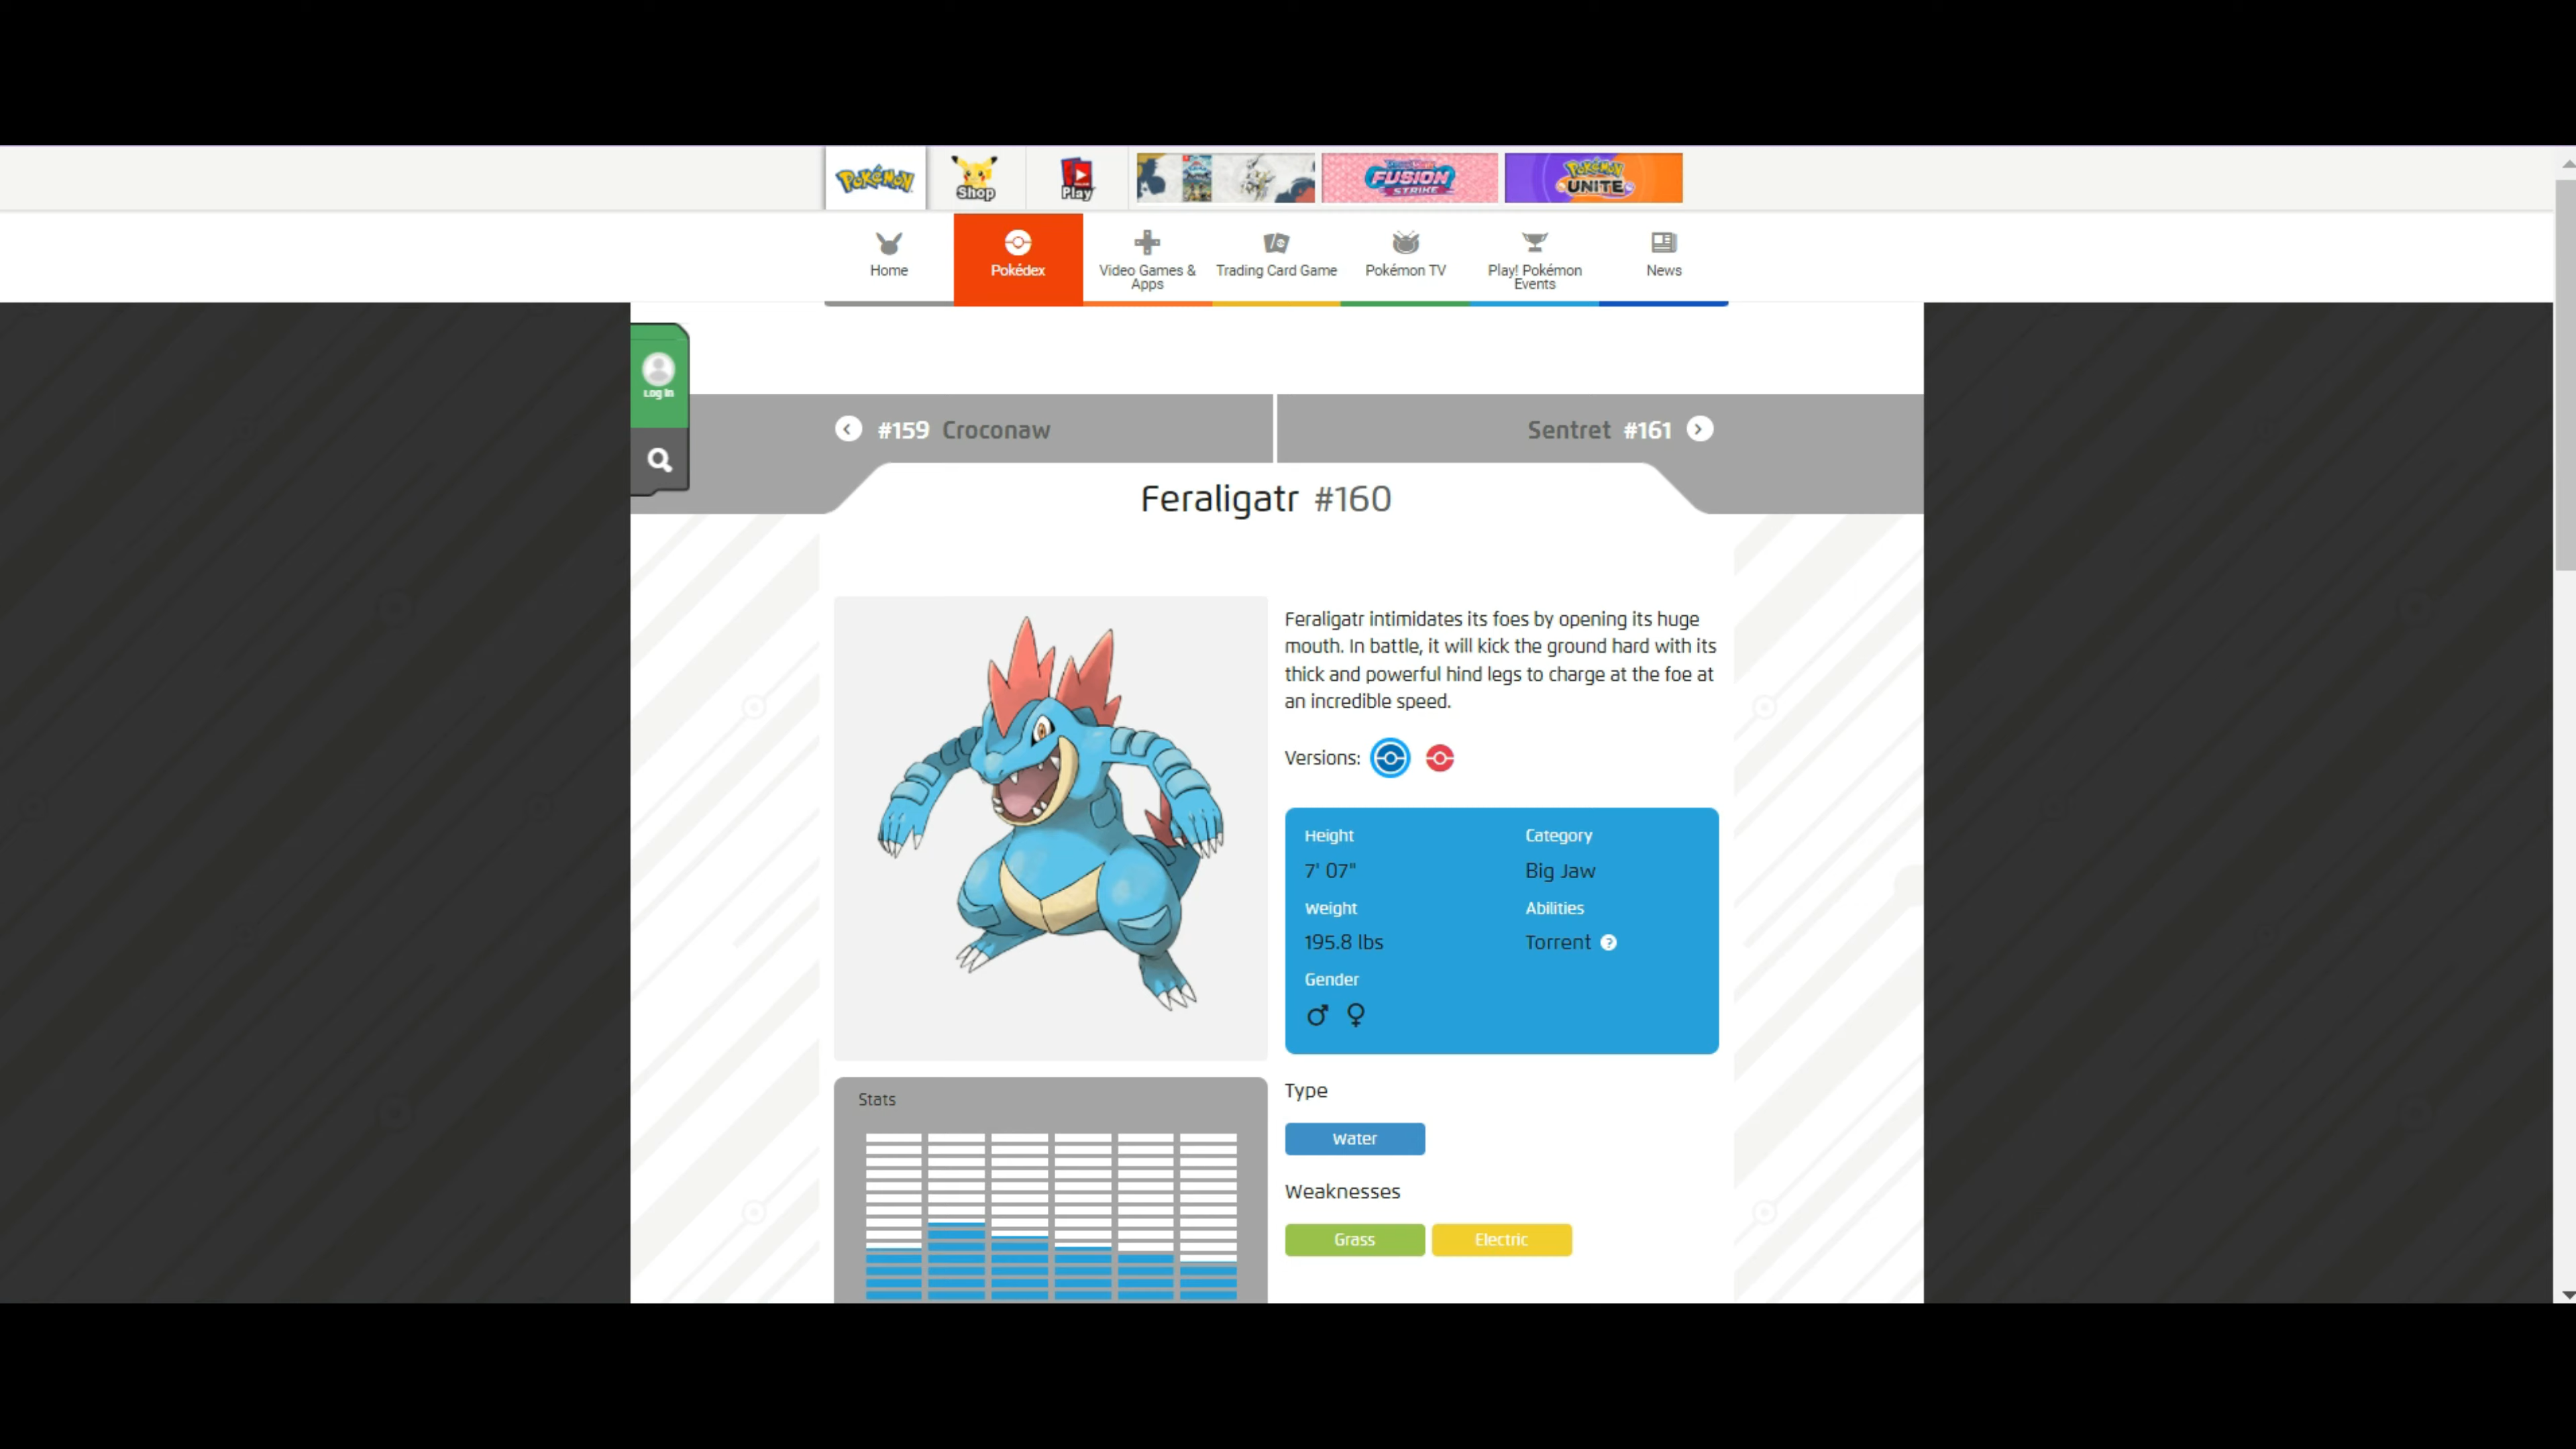 Pokémon
Shop
Play
FUSION
STRIKE
POKÉMON
UNITE
Home
Pokédex
Video Games &
Apps
Trading Card Game
Pokémon TV
Play! Pokémon
Events
News
Log In
#159 Croconaw
Sentret #161
Feraligatr #160
Feraligatr intimidates its foes by opening its huge
mouth. In battle, it will kick the ground hard with its
thick and powerful hind legs to charge at the foe at
an incredible speed.
Versions:
Height
Category
7' 07"
Big Jaw
Weight
Abilities
195.8 lbs
Torrent ?
Gender
Type
Water
Weaknesses
Grass
Electric
Stats